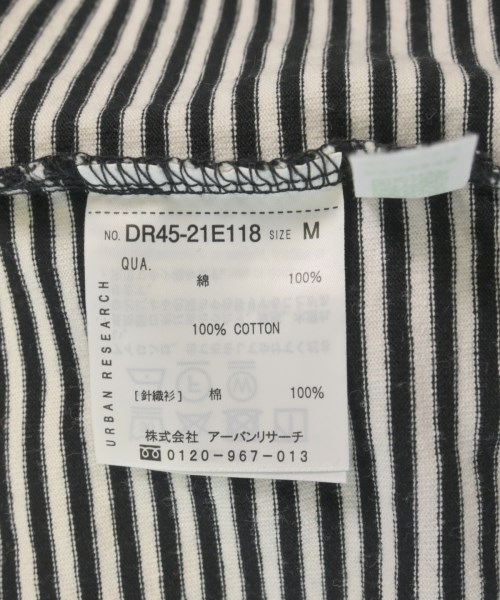 NO. DR45-21E118 SIZE M
QUA.
綿 100%
100% COTTON
[針織衫] 棉 100%
株式会社 アーバンリサーチ
0120-967-013
URBAN RESEARCH